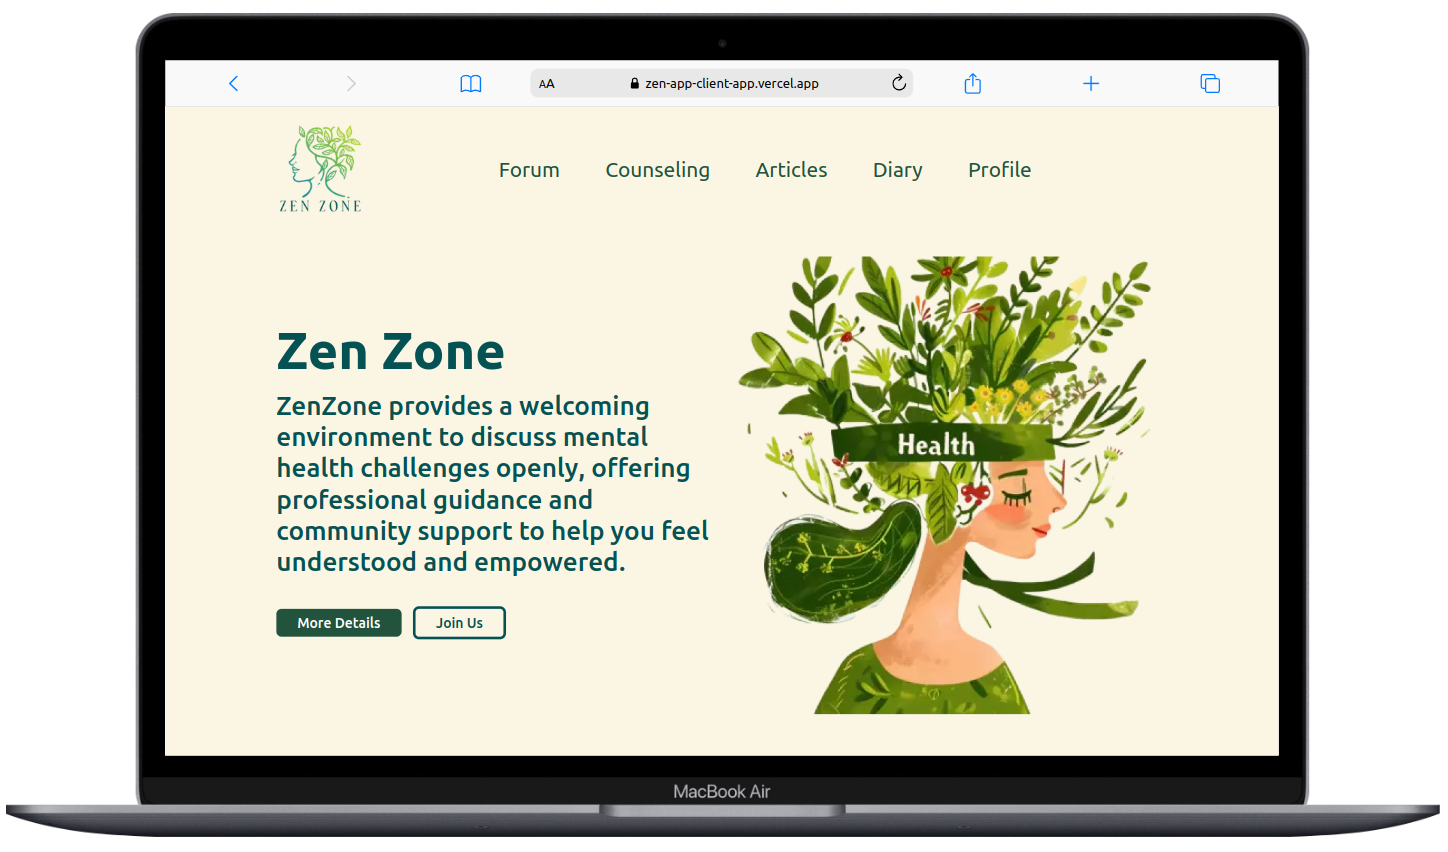 AA zen-app-client-app.vercel.app
ZEN ZONE
Forum Counseling Articles Diary Profile
Zen Zone
ZenZone provides a welcoming
environment to discuss mental
health challenges openly, offering
professional guidance and
community support to help you feel
understood and empowered.
More Details Join Us
Health
MacBook Air